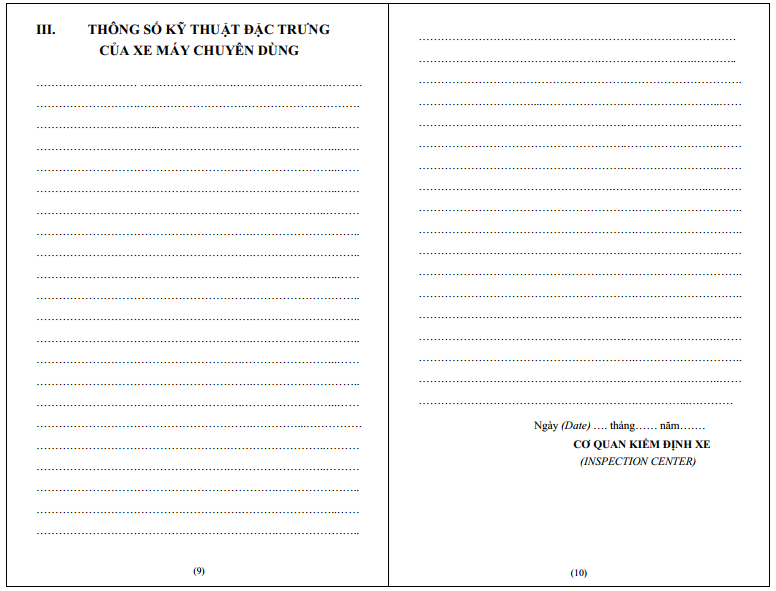 III. THÔNG SỐ KỸ THUẬT ĐẶC TRƯNG
CỦA XE MÁY CHUYÊN DÙNG
(9)
Ngày (Date) .... tháng...... năm.......
CƠ QUAN KIỂM ĐỊNH XE
(INSPECTION CENTER)
(10)